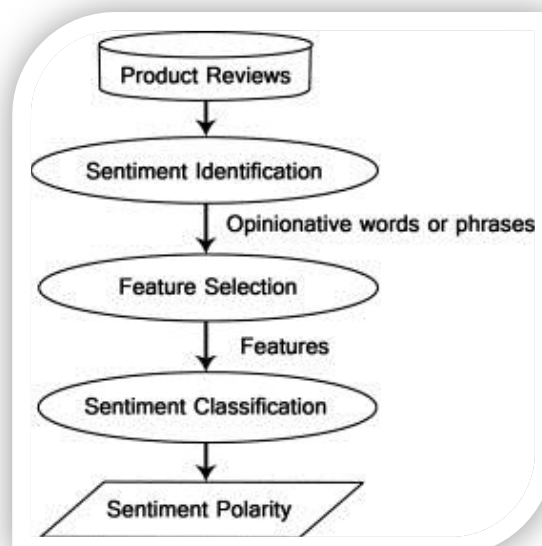 Product Reviews
Sentiment Identification
Opinionative words or phrases
Feature Selection
Features
Sentiment Classification
Sentiment Polarity